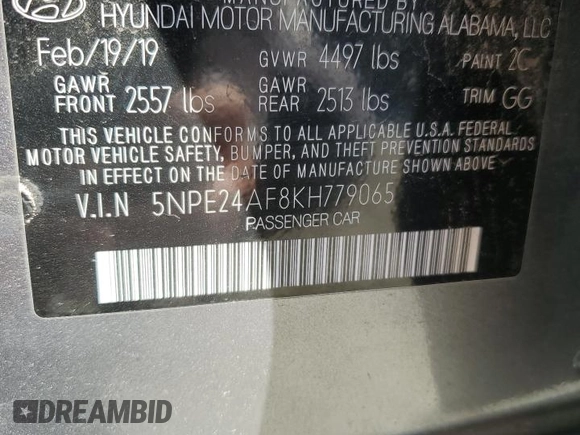 MANUFACTURED BY
HYUNDAI MOTOR MANUFACTURING ALABAMA, LLC
Feb/19/19 GVWR 4497 lbs PAINT 2C
GAWR FRONT 2557 lbs GAWR REAR 2513 lbs TRIM GG
THIS VEHICLE CONFORMS TO ALL APPLICABLE U.S.A. FEDERAL
MOTOR VEHICLE SAFETY, BUMPER, AND THEFT PREVENTION STANDARDS
IN EFFECT ON THE DATE OF MANUFACTURE SHOWN ABOVE.
V.I.N 5NPE24AF8KH779065
PASSENGER CAR
DREAMBID